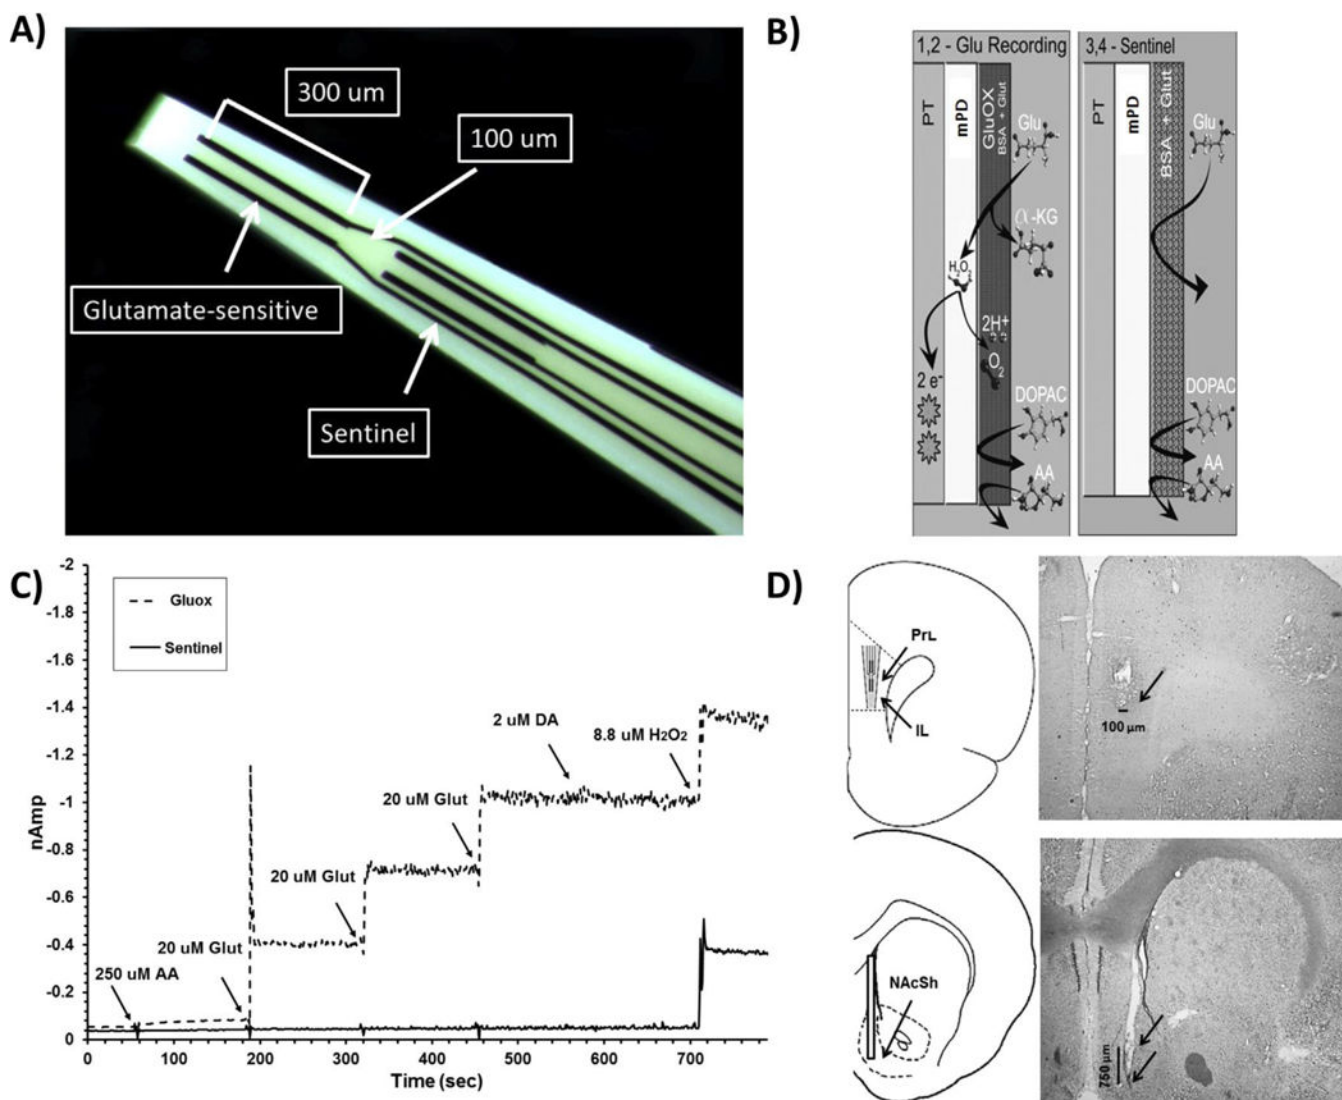 A)
300 um
100 um
Glutamate-sensitive
Sentinel
B)
1,2 - Glu Recording
PT
mPD
GluOX
BSA + Glut
Glu
α-KG
H2O2
2H+
O2
2 e-
DOPAC
AA
3,4 - Sentinel
PT
mPD
BSA + Glut
Glu
DOPAC
AA
C)
nAmp
-2
-1.8
-1.6
-1.4
-1.2
-1
-0.8
-0.6
-0.4
-0.2
0
Gluox
Sentinel
250 uM AA
20 uM Glut
20 uM Glut
20 uM Glut
2 uM DA
8.8 uM H2O2
0 100 200 300 400 500 600 700
Time (sec)
D)
PrL
IL
100 µm
NAcSh
750 µm